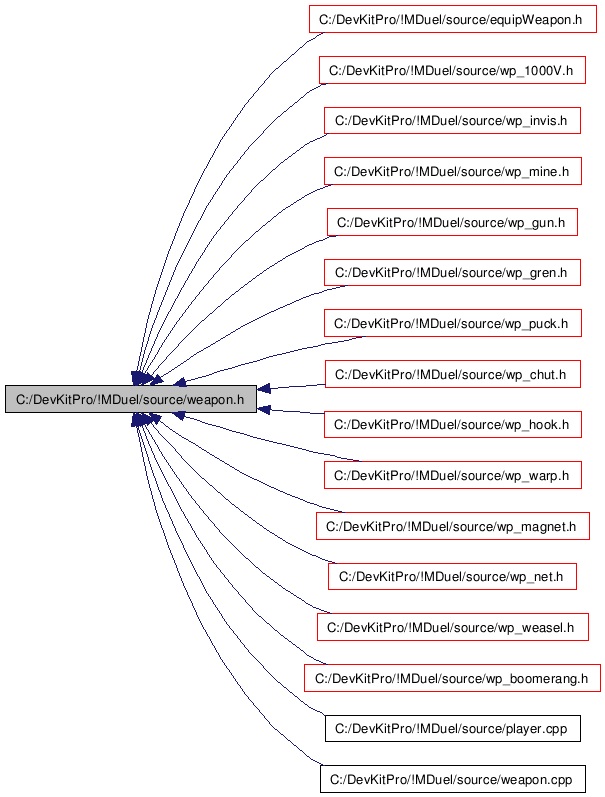 C:/DevKitPro/!MDuel/source/equipWeapon.h
C:/DevKitPro/!MDuel/source/wp_1000V.h
C:/DevKitPro/!MDuel/source/wp_invis.h
C:/DevKitPro/!MDuel/source/wp_mine.h
C:/DevKitPro/!MDuel/source/wp_gun.h
C:/DevKitPro/!MDuel/source/wp_gren.h
C:/DevKitPro/!MDuel/source/wp_puck.h
C:/DevKitPro/!MDuel/source/wp_chut.h
C:/DevKitPro/!MDuel/source/weapon.h
C:/DevKitPro/!MDuel/source/wp_hook.h
C:/DevKitPro/!MDuel/source/wp_warp.h
C:/DevKitPro/!MDuel/source/wp_magnet.h
C:/DevKitPro/!MDuel/source/wp_net.h
C:/DevKitPro/!MDuel/source/wp_weasel.h
C:/DevKitPro/!MDuel/source/wp_boomerang.h
C:/DevKitPro/!MDuel/source/player.cpp
C:/DevKitPro/!MDuel/source/weapon.cpp